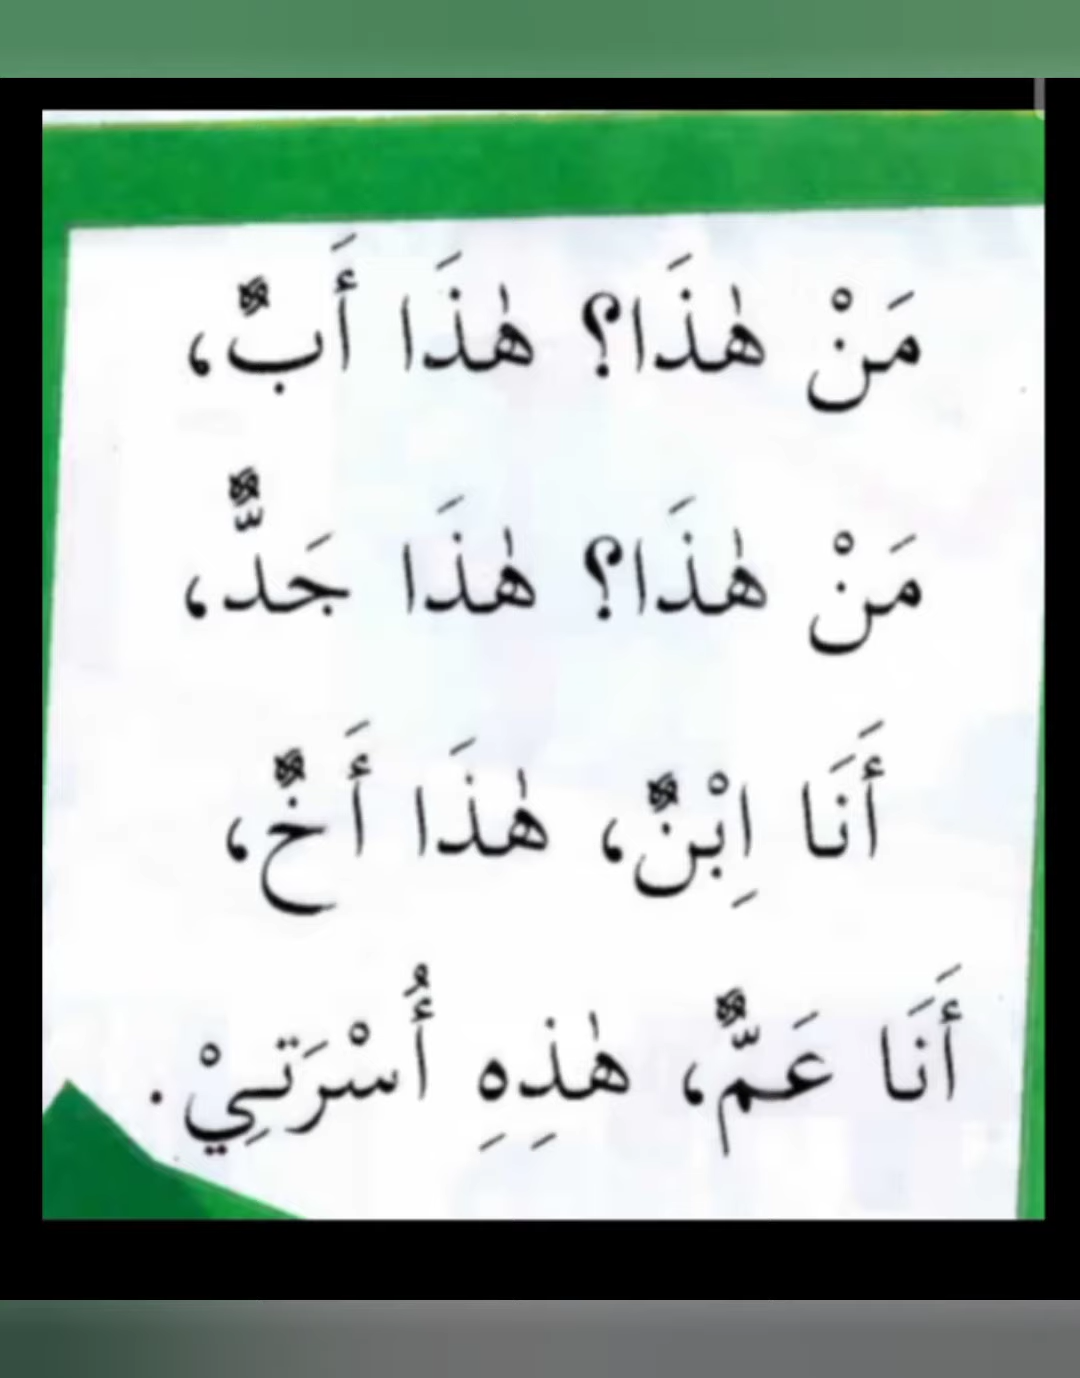 مَنْ هٰذَا؟ هٰذَا أَبٌ،
مَنْ هٰذَا؟ هٰذَا جَدٌّ،
أَنَا اِبْنٌ، هٰذَا أَخٌ،
أَنَا عَمٌّ، هٰذِهِ أُسْرَتِيْ.